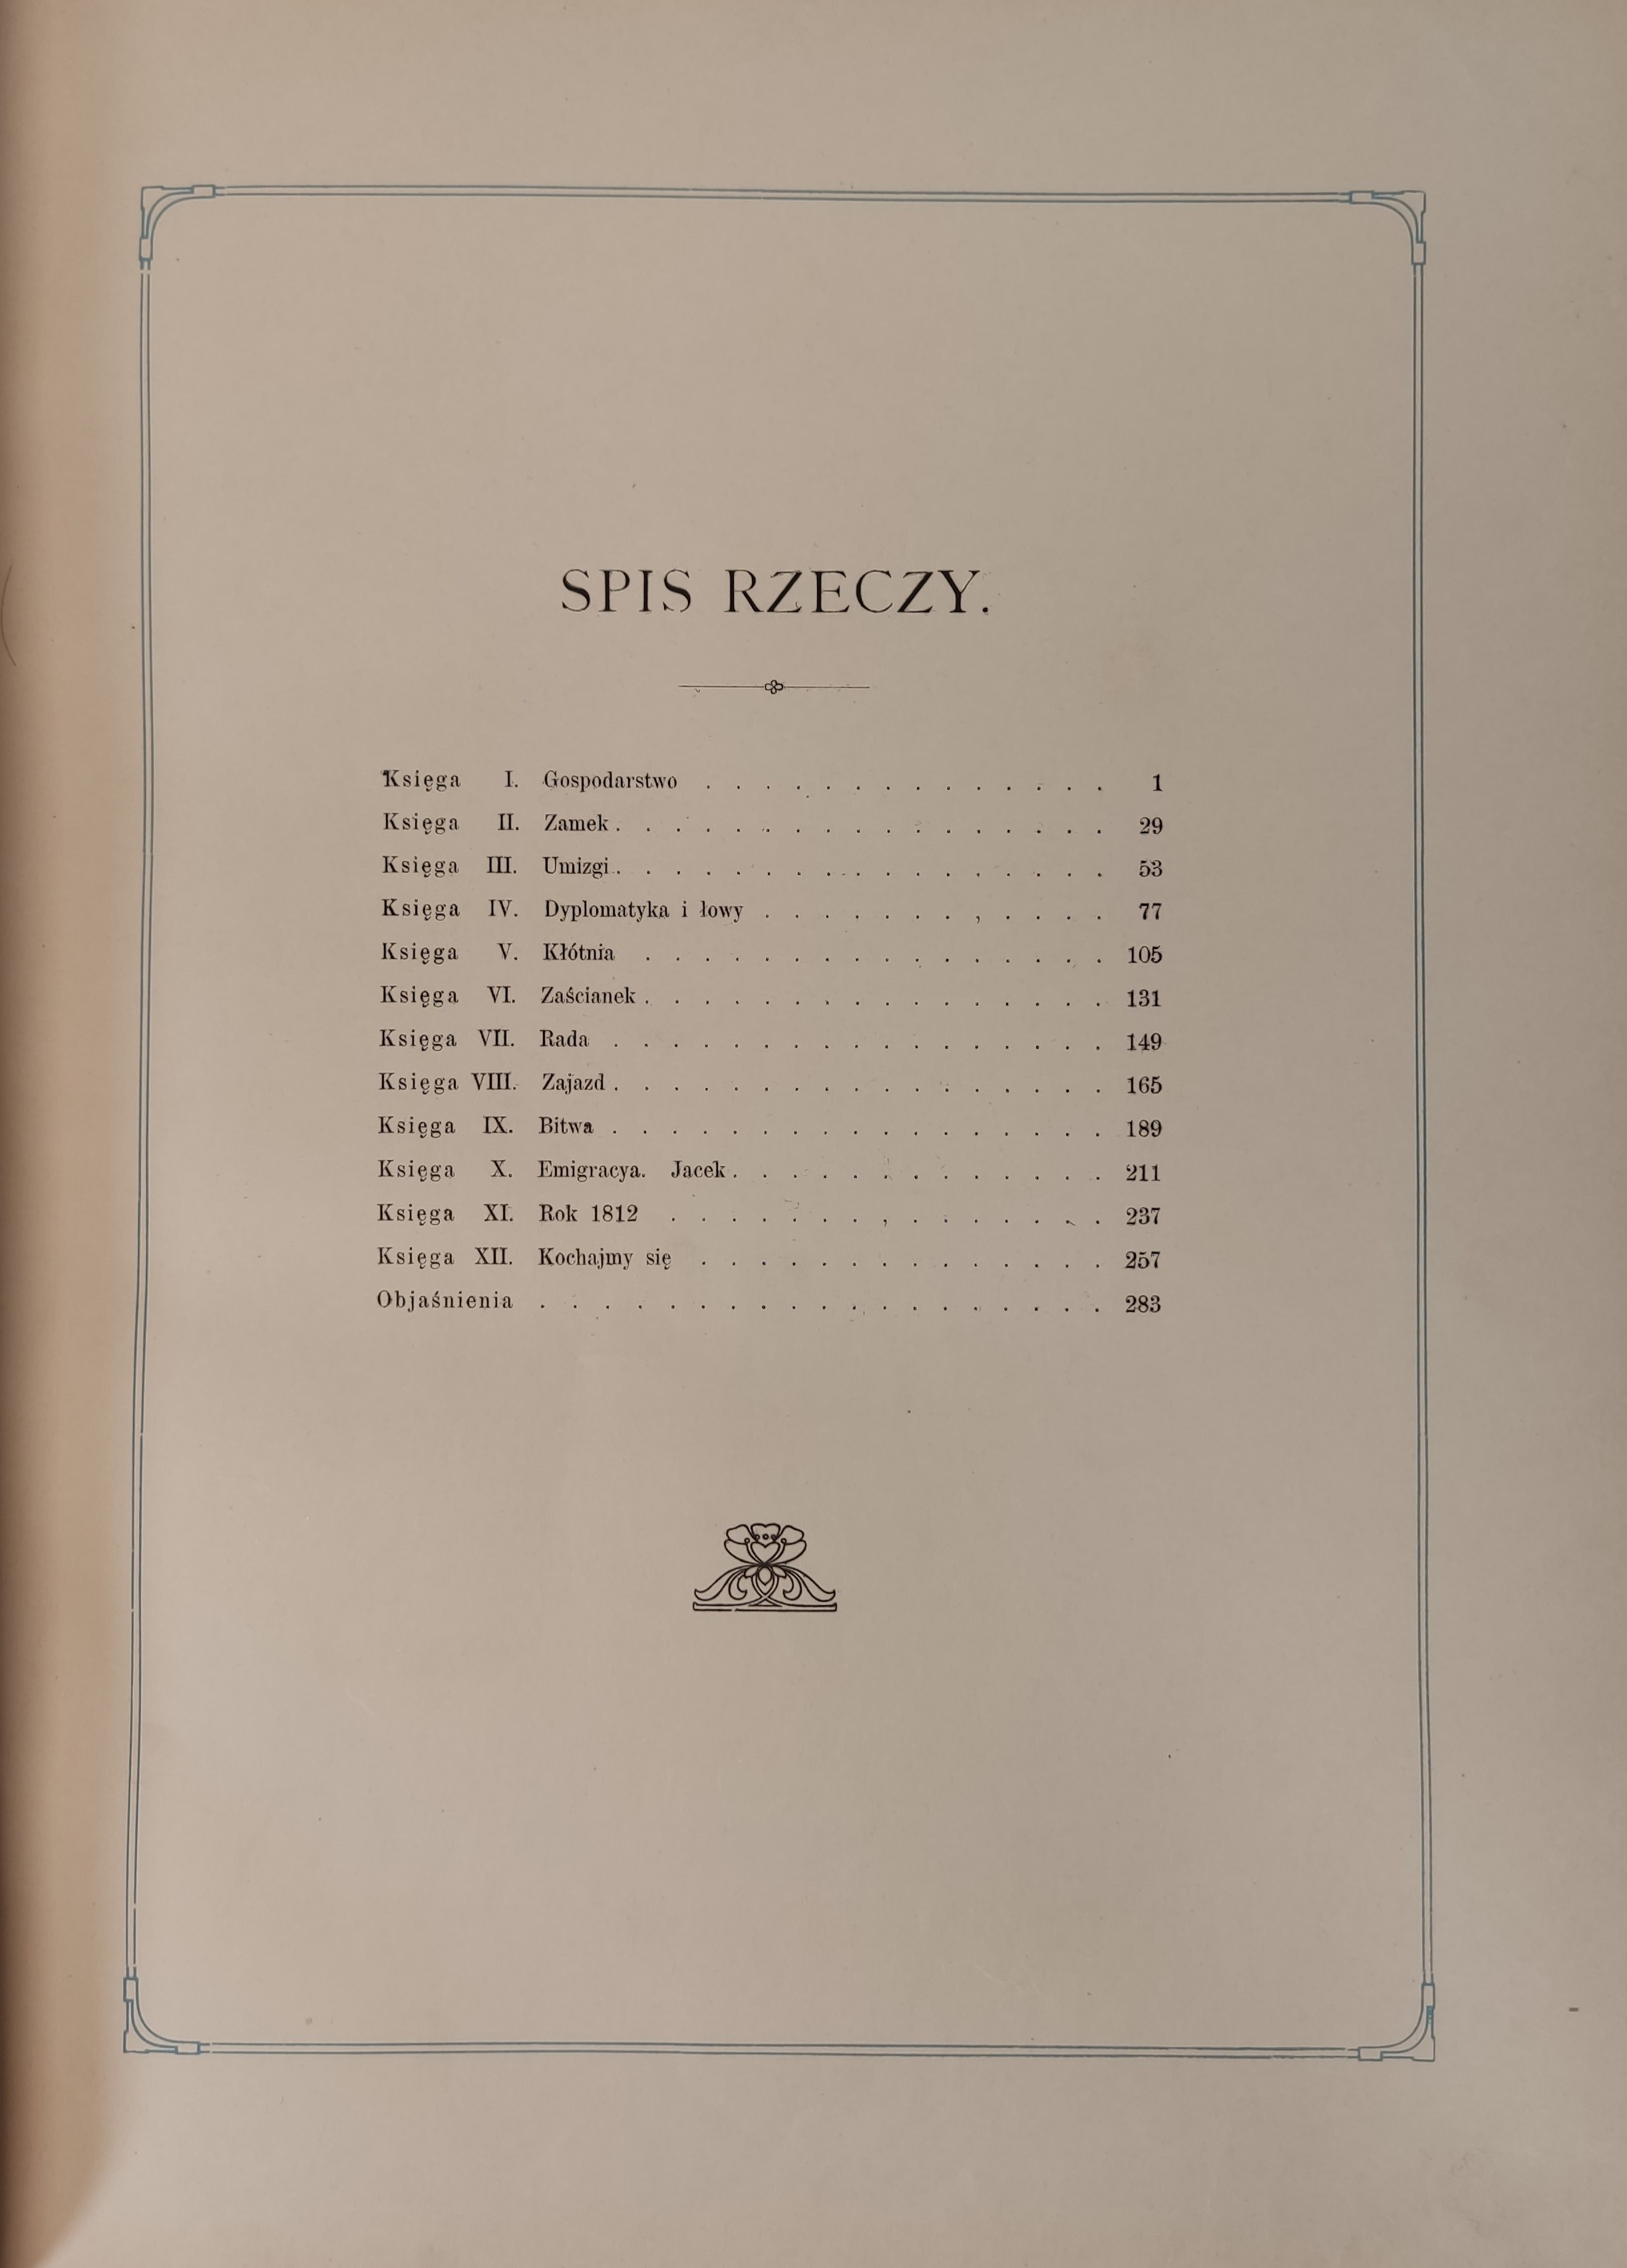 SPIS RZECZY.
Księga I. Gospodarstwo . . . . . . . . . . . . . . 1
Księga II. Zamek . . . . . . . . . . . . . . . . . 29
Księga III. Umizgi . . . . . . . . . . . . . . . . . 53
Księga IV. Dyplomatyka i łowy . . . . . . . . . . . . 77
Księga V. Kłótnia . . . . . . . . . . . . . . . . 105
Księga VI. Zaścianek . . . . . . . . . . . . . . . . 131
Księga VII. Rada . . . . . . . . . . . . . . . . . 149
Księga VIII. Zajazd . . . . . . . . . . . . . . . . . 165
Księga IX. Bitwa . . . . . . . . . . . . . . . . . 189
Księga X. Emigracya. Jacek . . . . . . . . . . . . . 211
Księga XI. Rok 1812 . . . . . . . . . . . . . . . 237
Księga XII. Kochajmy się . . . . . . . . . . . . . . 257
Objaśnienia . . . . . . . . . . . . . . . . . . . 283